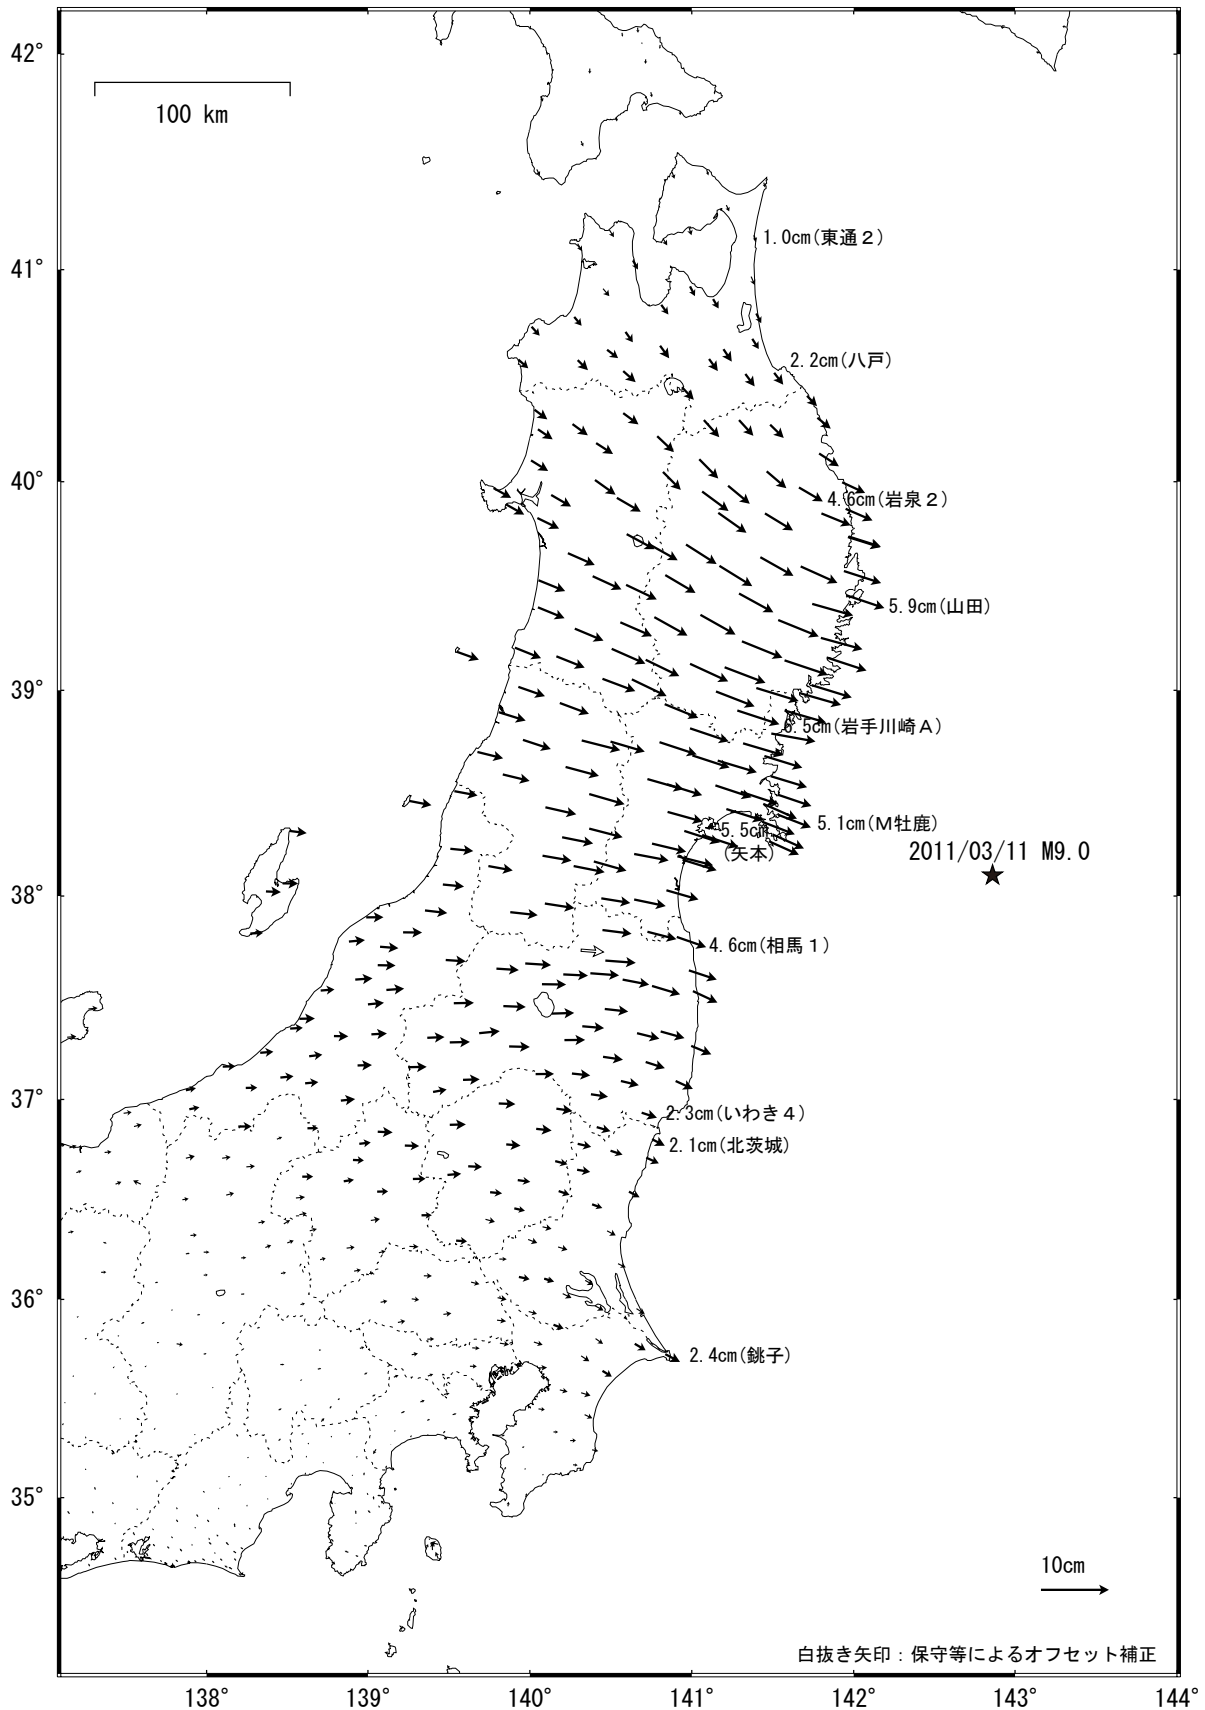 42°
100 km
1.0cm(東通２)
41°
2.2cm(八戸)
40°
4.6cm(岩泉２)
5.9cm(山田)
39°
6.5cm(岩手川崎Ａ)
5.1cm(Ｍ牡鹿)
5.5cm
(矢本)
2011/03/11 M9.0
38°
4.6cm(相馬１)
37°
2.3cm(いわき４)
2.1cm(北茨城)
36°
2.4cm(銚子)
35°
10cm
白抜き矢印：保守等によるオフセット補正
138°
139°
140°
141°
142°
143°
144°